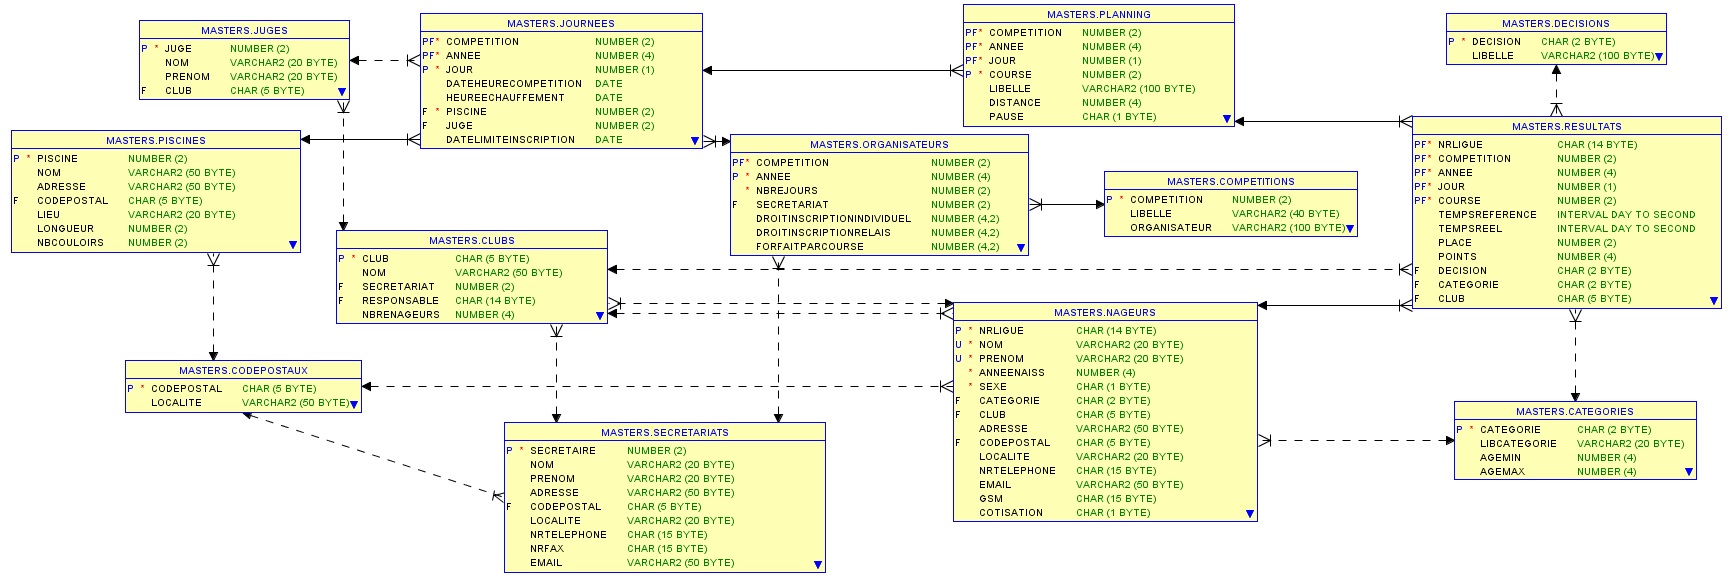 MASTERS.JUGES
P * JUGE NUMBER (2)
NOM VARCHAR2 (20 BYTE)
PRENOM VARCHAR2 (20 BYTE)
F CLUB CHAR (5 BYTE)
MASTERS.JOURNEES
PF* COMPETITION NUMBER (2)
PF* ANNEE NUMBER (4)
P * JOUR NUMBER (1)
DATEHEURECOMPETITION DATE
HEUREECHAUFFEMENT DATE
F * PISCINE NUMBER (2)
F JUGE NUMBER (2)
DATELIMITEINSCRIPTION DATE
MASTERS.PLANNING
PF* COMPETITION NUMBER (2)
PF* ANNEE NUMBER (4)
PF* JOUR NUMBER (1)
P * COURSE NUMBER (2)
LIBELLE VARCHAR2 (100 BYTE)
DISTANCE NUMBER (4)
PAUSE CHAR (1 BYTE)
MASTERS.DECISIONS
P * DECISION CHAR (2 BYTE)
LIBELLE VARCHAR2 (100 BYTE)
MASTERS.PISCINES
P * PISCINE NUMBER (2)
NOM VARCHAR2 (50 BYTE)
ADRESSE VARCHAR2 (50 BYTE)
F CODEPOSTAL CHAR (5 BYTE)
LIEU VARCHAR2 (20 BYTE)
LONGUEUR NUMBER (2)
NBCOULOIRS NUMBER (2)
MASTERS.ORGANISATEURS
PF* COMPETITION NUMBER (2)
P * ANNEE NUMBER (4)
* NBREJOURS NUMBER (2)
F SECRETARIAT NUMBER (2)
DROITINSCRIPTIONINDIVIDUEL NUMBER (4,2)
DROITINSCRIPTIONRELAIS NUMBER (4,2)
FORFAITPARCOURSE NUMBER (4,2)
MASTERS.COMPETITIONS
P * COMPETITION NUMBER (2)
LIBELLE VARCHAR2 (40 BYTE)
ORGANISATEUR VARCHAR2 (100 BYTE)
MASTERS.RESULTATS
PF* NRLIGUE CHAR (14 BYTE)
PF* COMPETITION NUMBER (2)
PF* ANNEE NUMBER (4)
PF* JOUR NUMBER (1)
PF* COURSE NUMBER (2)
TEMPSREFERENCE INTERVAL DAY TO SECOND
TEMPSREEL INTERVAL DAY TO SECOND
PLACE NUMBER (2)
POINTS NUMBER (4)
F DECISION CHAR (2 BYTE)
F CATEGORIE CHAR (2 BYTE)
F CLUB CHAR (5 BYTE)
MASTERS.CLUBS
P * CLUB CHAR (5 BYTE)
NOM VARCHAR2 (50 BYTE)
F SECRETARIAT NUMBER (2)
F RESPONSABLE CHAR (14 BYTE)
NBRENAGEURS NUMBER (4)
MASTERS.NAGEURS
P * NRLIGUE CHAR (14 BYTE)
U * NOM VARCHAR2 (20 BYTE)
U * PRENOM VARCHAR2 (20 BYTE)
* ANNEENAISS NUMBER (4)
* SEXE CHAR (1 BYTE)
F CATEGORIE CHAR (2 BYTE)
F CLUB CHAR (5 BYTE)
ADRESSE VARCHAR2 (50 BYTE)
F CODEPOSTAL CHAR (5 BYTE)
LOCALITE VARCHAR2 (20 BYTE)
NRTELEPHONE CHAR (15 BYTE)
EMAIL VARCHAR2 (50 BYTE)
GSM CHAR (15 BYTE)
COTISATION CHAR (1 BYTE)
MASTERS.CODEPOSTAUX
P * CODEPOSTAL CHAR (5 BYTE)
LOCALITE VARCHAR2 (50 BYTE)
MASTERS.SECRETARIATS
P * SECRETAIRE NUMBER (2)
NOM VARCHAR2 (20 BYTE)
PRENOM VARCHAR2 (20 BYTE)
ADRESSE VARCHAR2 (50 BYTE)
F CODEPOSTAL CHAR (5 BYTE)
LOCALITE VARCHAR2 (20 BYTE)
NRTELEPHONE CHAR (15 BYTE)
NRFAX CHAR (15 BYTE)
EMAIL VARCHAR2 (50 BYTE)
MASTERS.CATEGORIES
P * CATEGORIE CHAR (2 BYTE)
LIBCATEGORIE VARCHAR2 (20 BYTE)
AGEMIN NUMBER (4)
AGEMAX NUMBER (4)